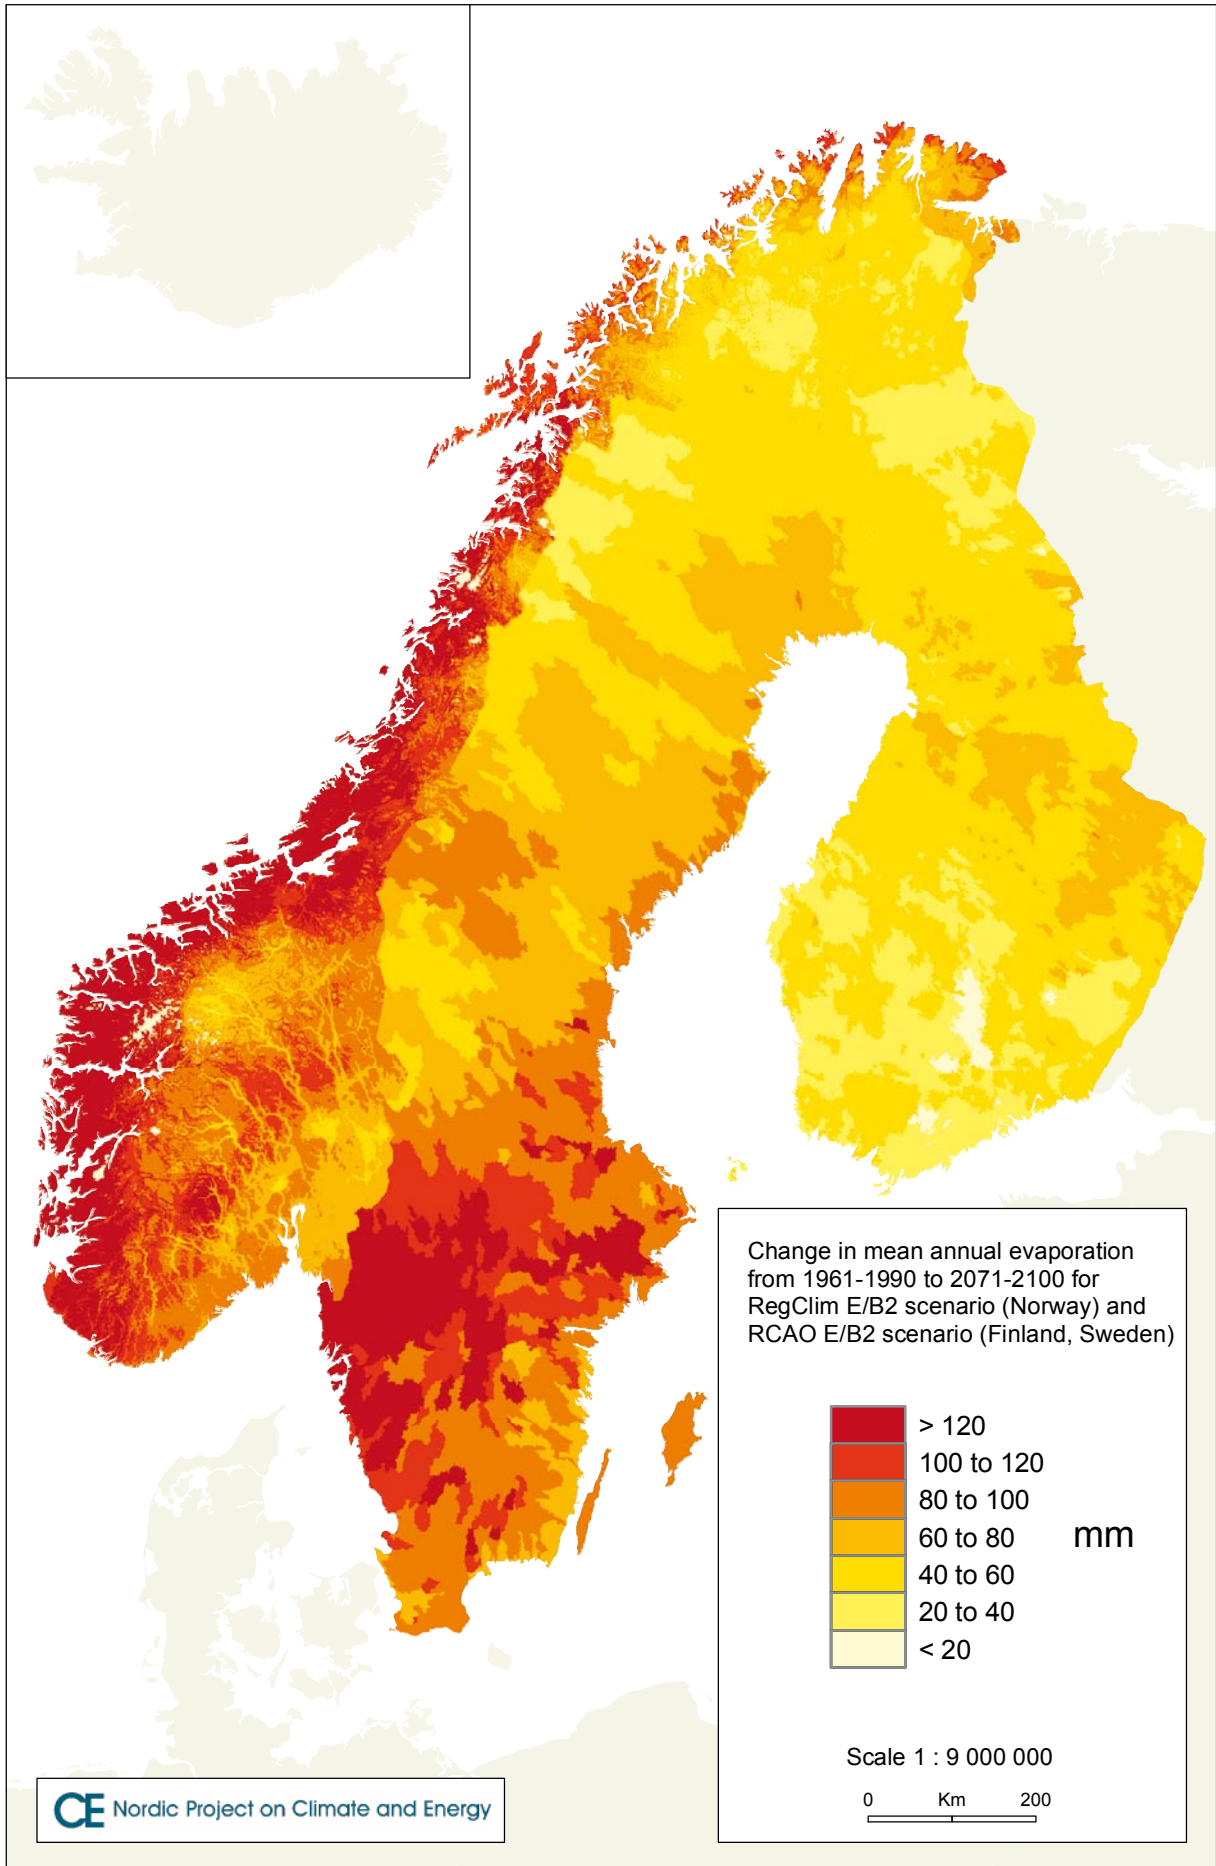 Change in mean annual evaporation
from 1961-1990 to 2071-2100 for
RegClim E/B2 scenario (Norway) and
RCAO E/B2 scenario (Finland, Sweden)
> 120
100 to 120
80 to 100
60 to 80 mm
40 to 60
20 to 40
< 20
Scale 1 : 9 000 000
0 Km 200
CE Nordic Project on Climate and Energy